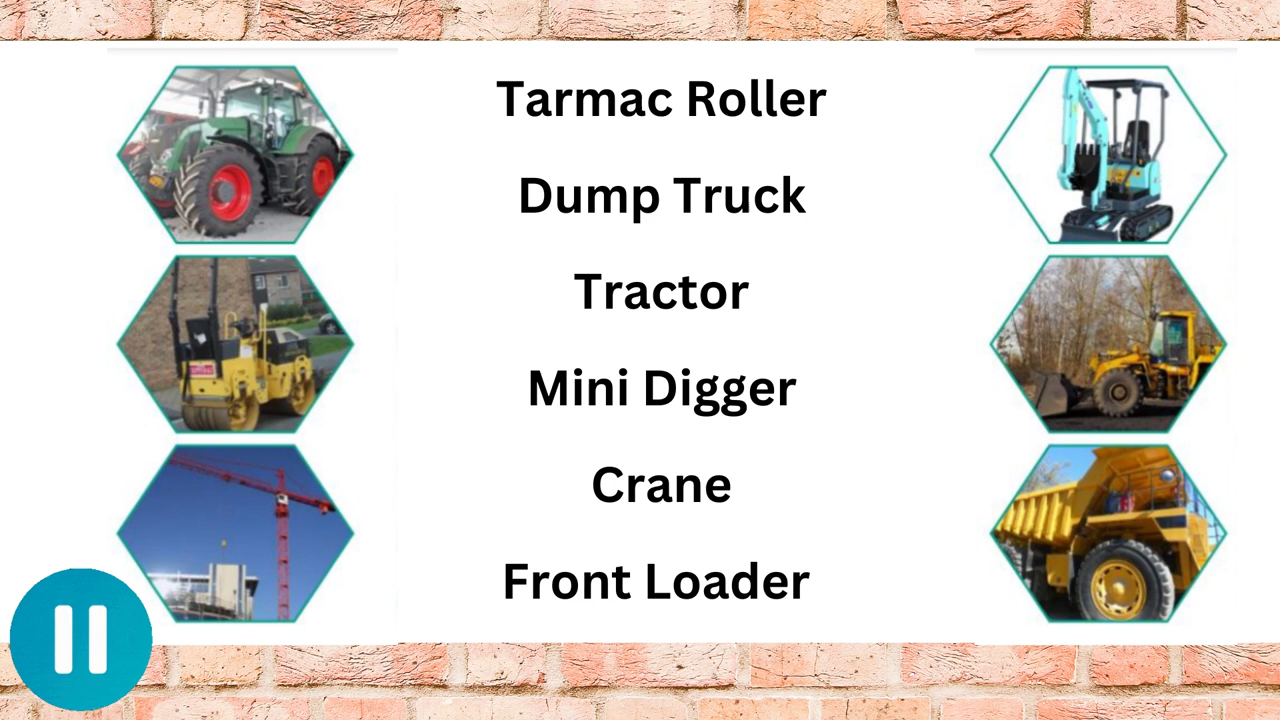 Tarmac Roller
Dump Truck
Tractor
Mini Digger
Crane
Front Loader